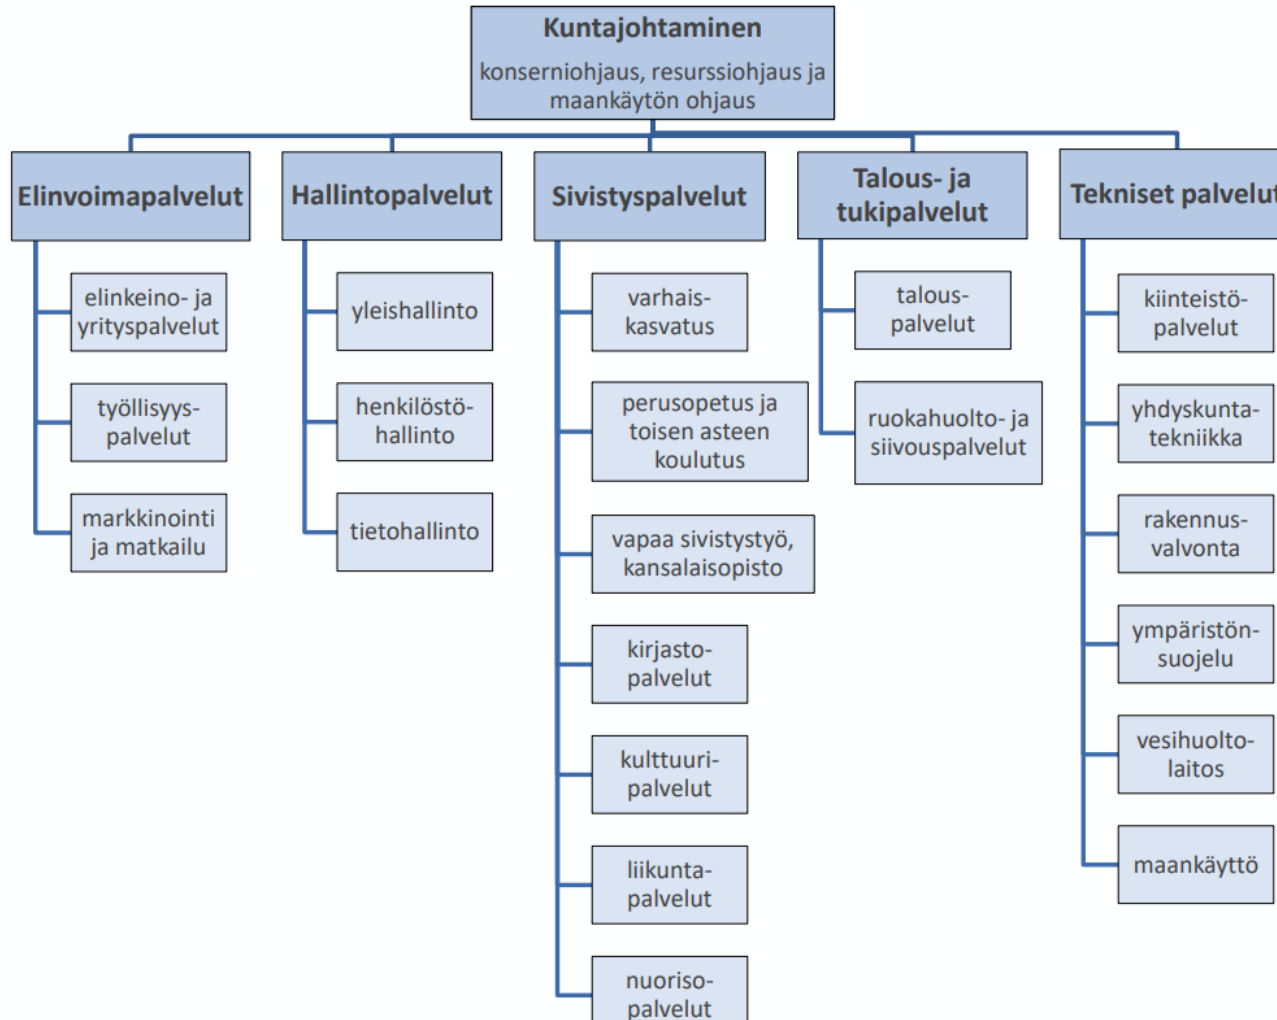 Kuntajohtaminen
konserniohjaus, resurssiohjaus ja
maankäytön ohjaus
Elinvoimapalvelut
elinkeino- ja
yrityspalvelut
työllisyys-
palvelut
markkinointi
ja matkailu
Hallintopalvelut
yleishallinto
henkilöstö-
hallinto
tietohallinto
Sivistyspalvelut
varhais-
kasvatus
perusopetus ja
toisen asteen
koulutus
vapaa sivistystyö,
kansalaisopisto
kirjasto-
palvelut
kulttuuri-
palvelut
liikunta-
palvelut
nuoriso-
palvelut
Talous- ja
tukipalvelut
talous-
palvelut
ruokahuolto- ja
siivouspalvelut
Tekniset palvelut
kiinteistö-
palvelut
yhdyskunta-
tekniikka
rakennus-
valvonta
ympäristön-
suojelu
vesihuolto-
laitos
maankäyttö